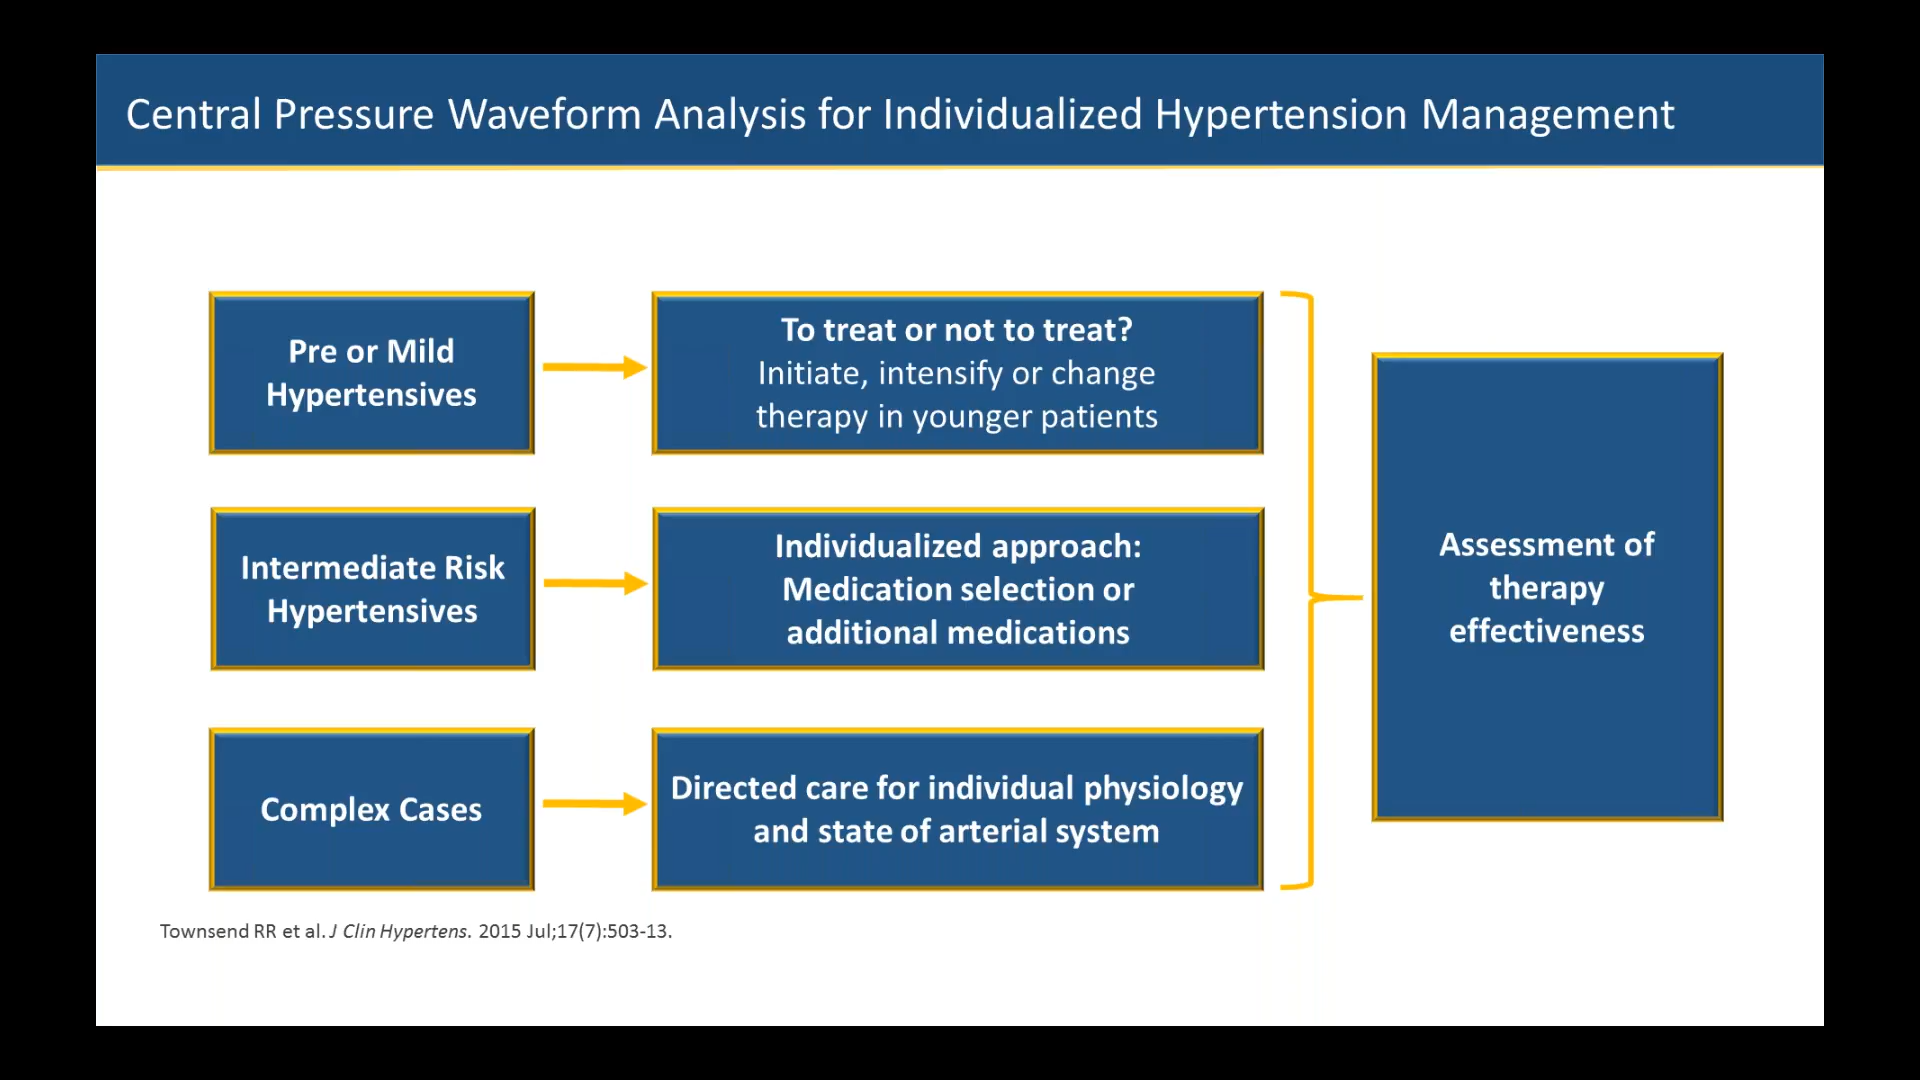 Central Pressure Waveform Analysis for Individualized Hypertension Management
Pre or Mild
Hypertensives
To treat or not to treat?
Initiate, intensify or change
therapy in younger patients
Intermediate Risk
Hypertensives
Individualized approach:
Medication selection or
additional medications
Complex Cases
Directed care for individual physiology
and state of arterial system
Assessment of
therapy
effectiveness
Townsend RR et al. J Clin Hypertens. 2015 Jul;17(7):503-13.